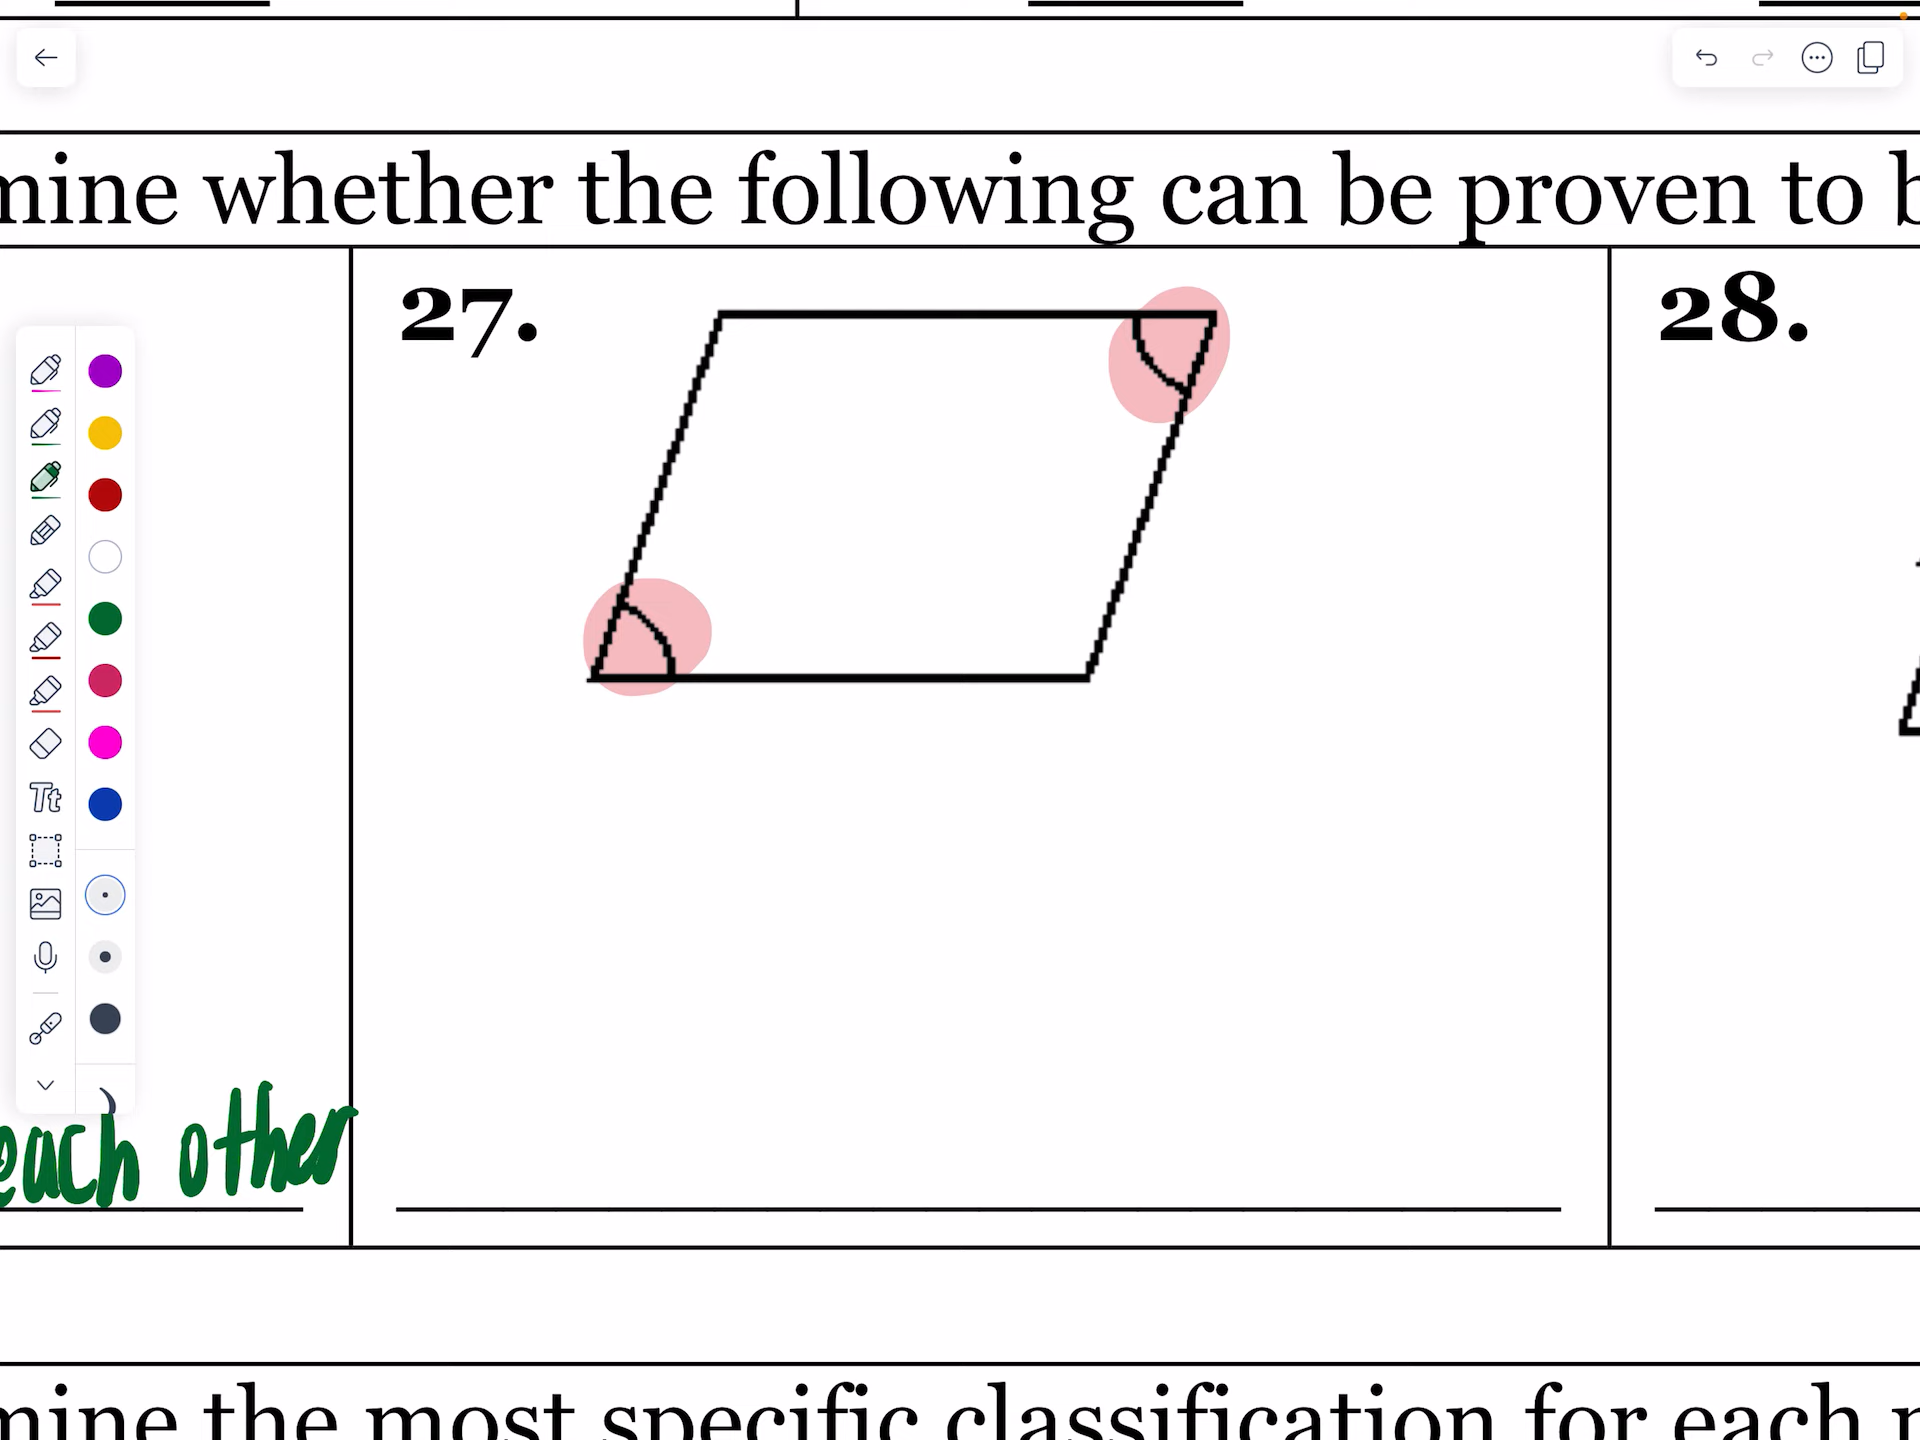 mine whether the following can be proven to b
27.
28.
Tt
each other
mine the most specific classification for each